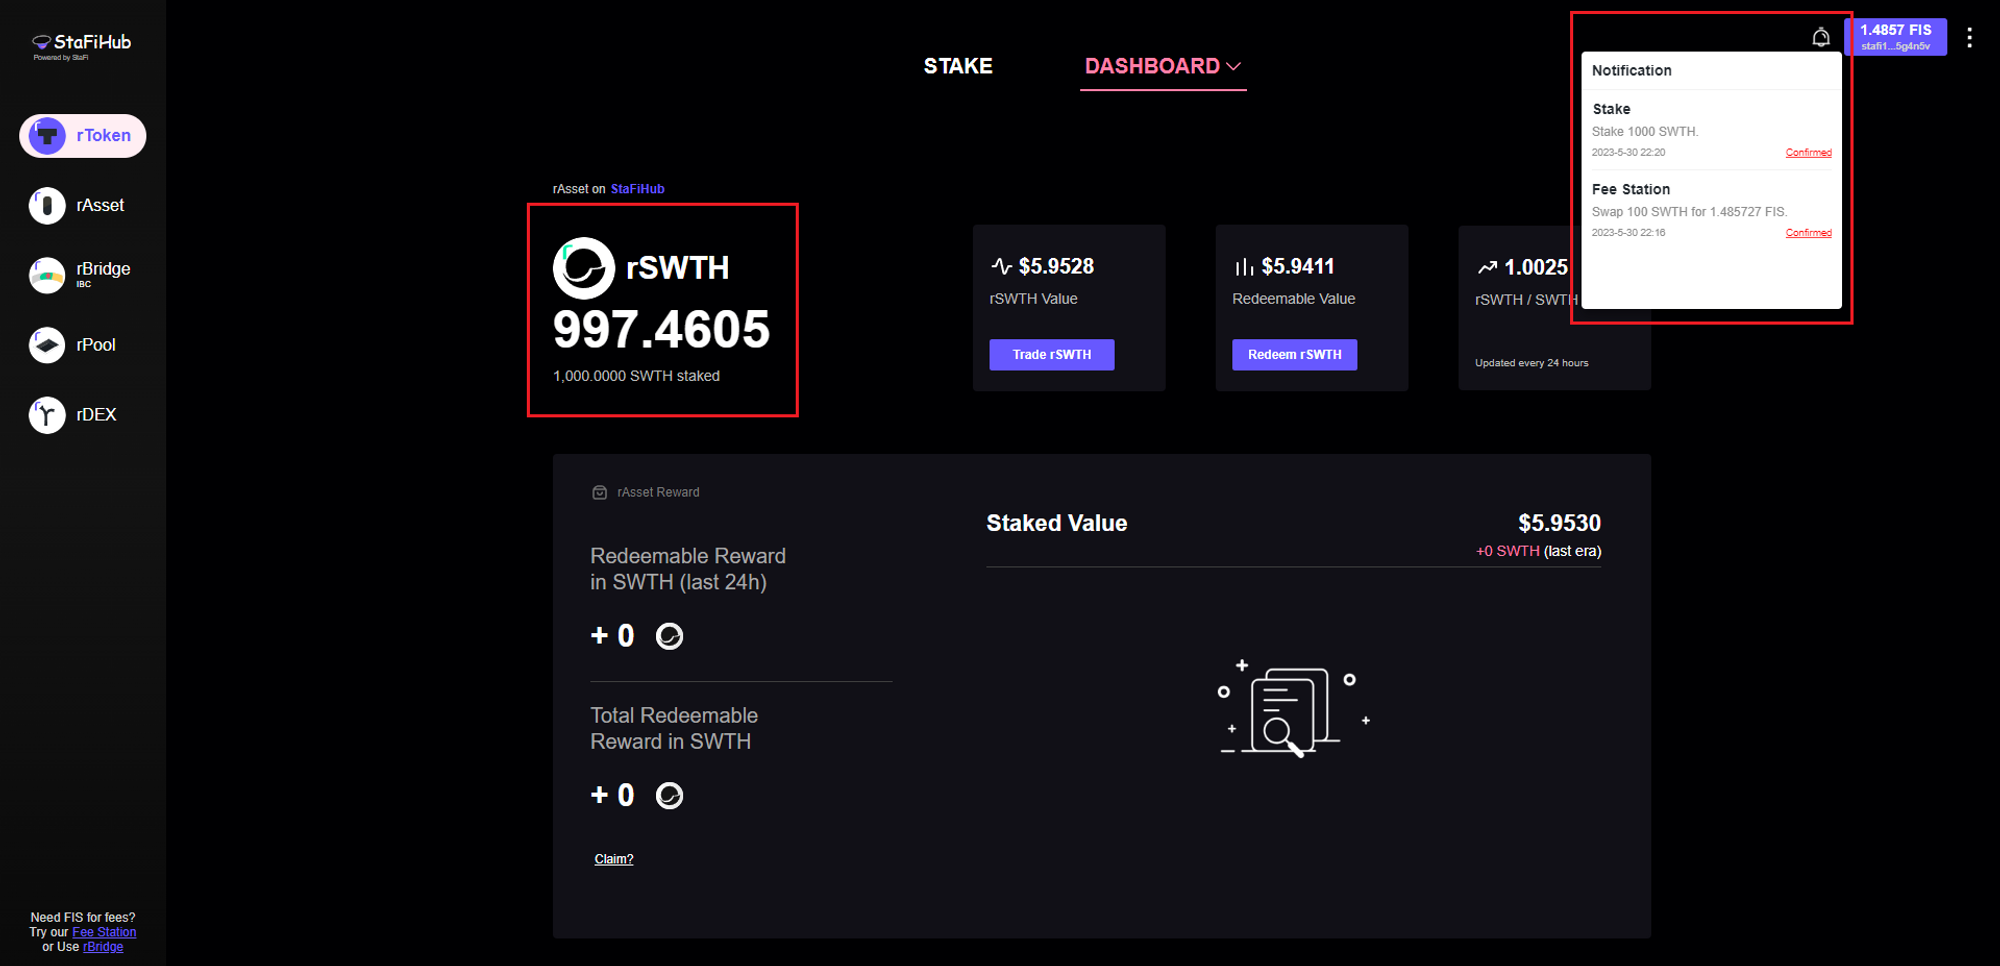 StaFiHub
Powered by StaFi
rToken
rAsset
rBridge
IBC
rPool
rDEX
Need FIS for fees?
Try our Fee Station
or Use rBridge
STAKE
DASHBOARD
1.4857 FIS
stafi1...5g4n5v
Notification
Stake
Stake 1000 SWTH.
2023-5-30 22:20 Confirmed
Fee Station
Swap 100 SWTH for 1.485727 FIS.
2023-5-30 22:16 Confirmed
rAsset on StaFiHub
rSWTH
997.4605
1,000.0000 SWTH staked
$5.9528
rSWTH Value
Trade rSWTH
$5.9411
Redeemable Value
Redeem rSWTH
1.0025
rSWTH / SWTH
Updated every 24 hours
rAsset Reward
Redeemable Reward
in SWTH (last 24h)
+ 0
Total Redeemable
Reward in SWTH
+ 0
Claim?
Staked Value
$5.9530
+0 SWTH (last era)